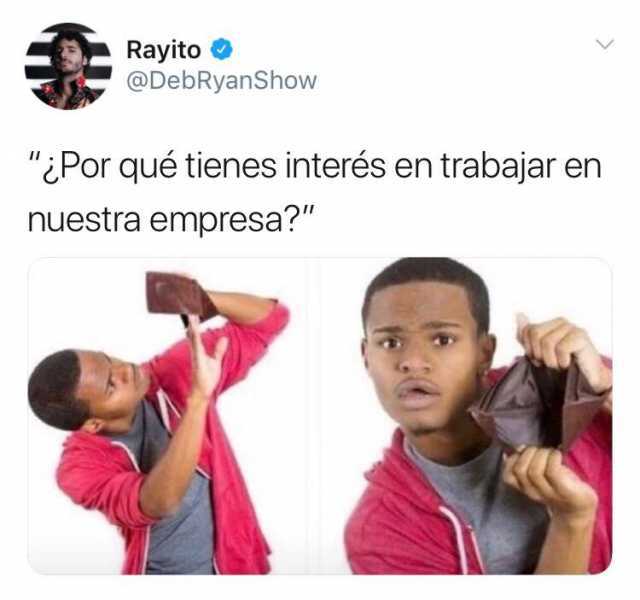 Rayito
@DebRyanShow
"¿Por qué tienes interés en trabajar en
nuestra empresa?"